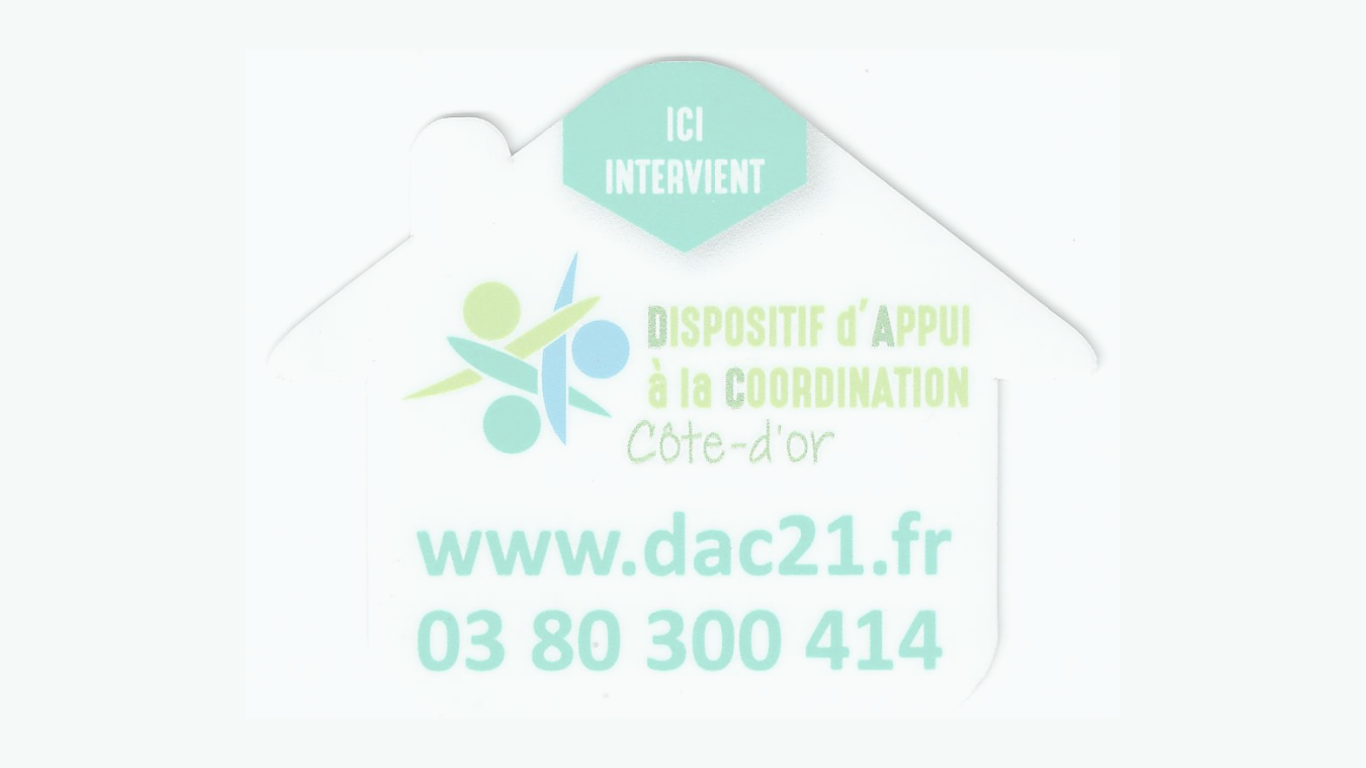 ICI
INTERVIENT
DISPOSITIF d'APPUI
à la COORDINATION
Côte-d'or
www.dac21.fr
03 80 300 414